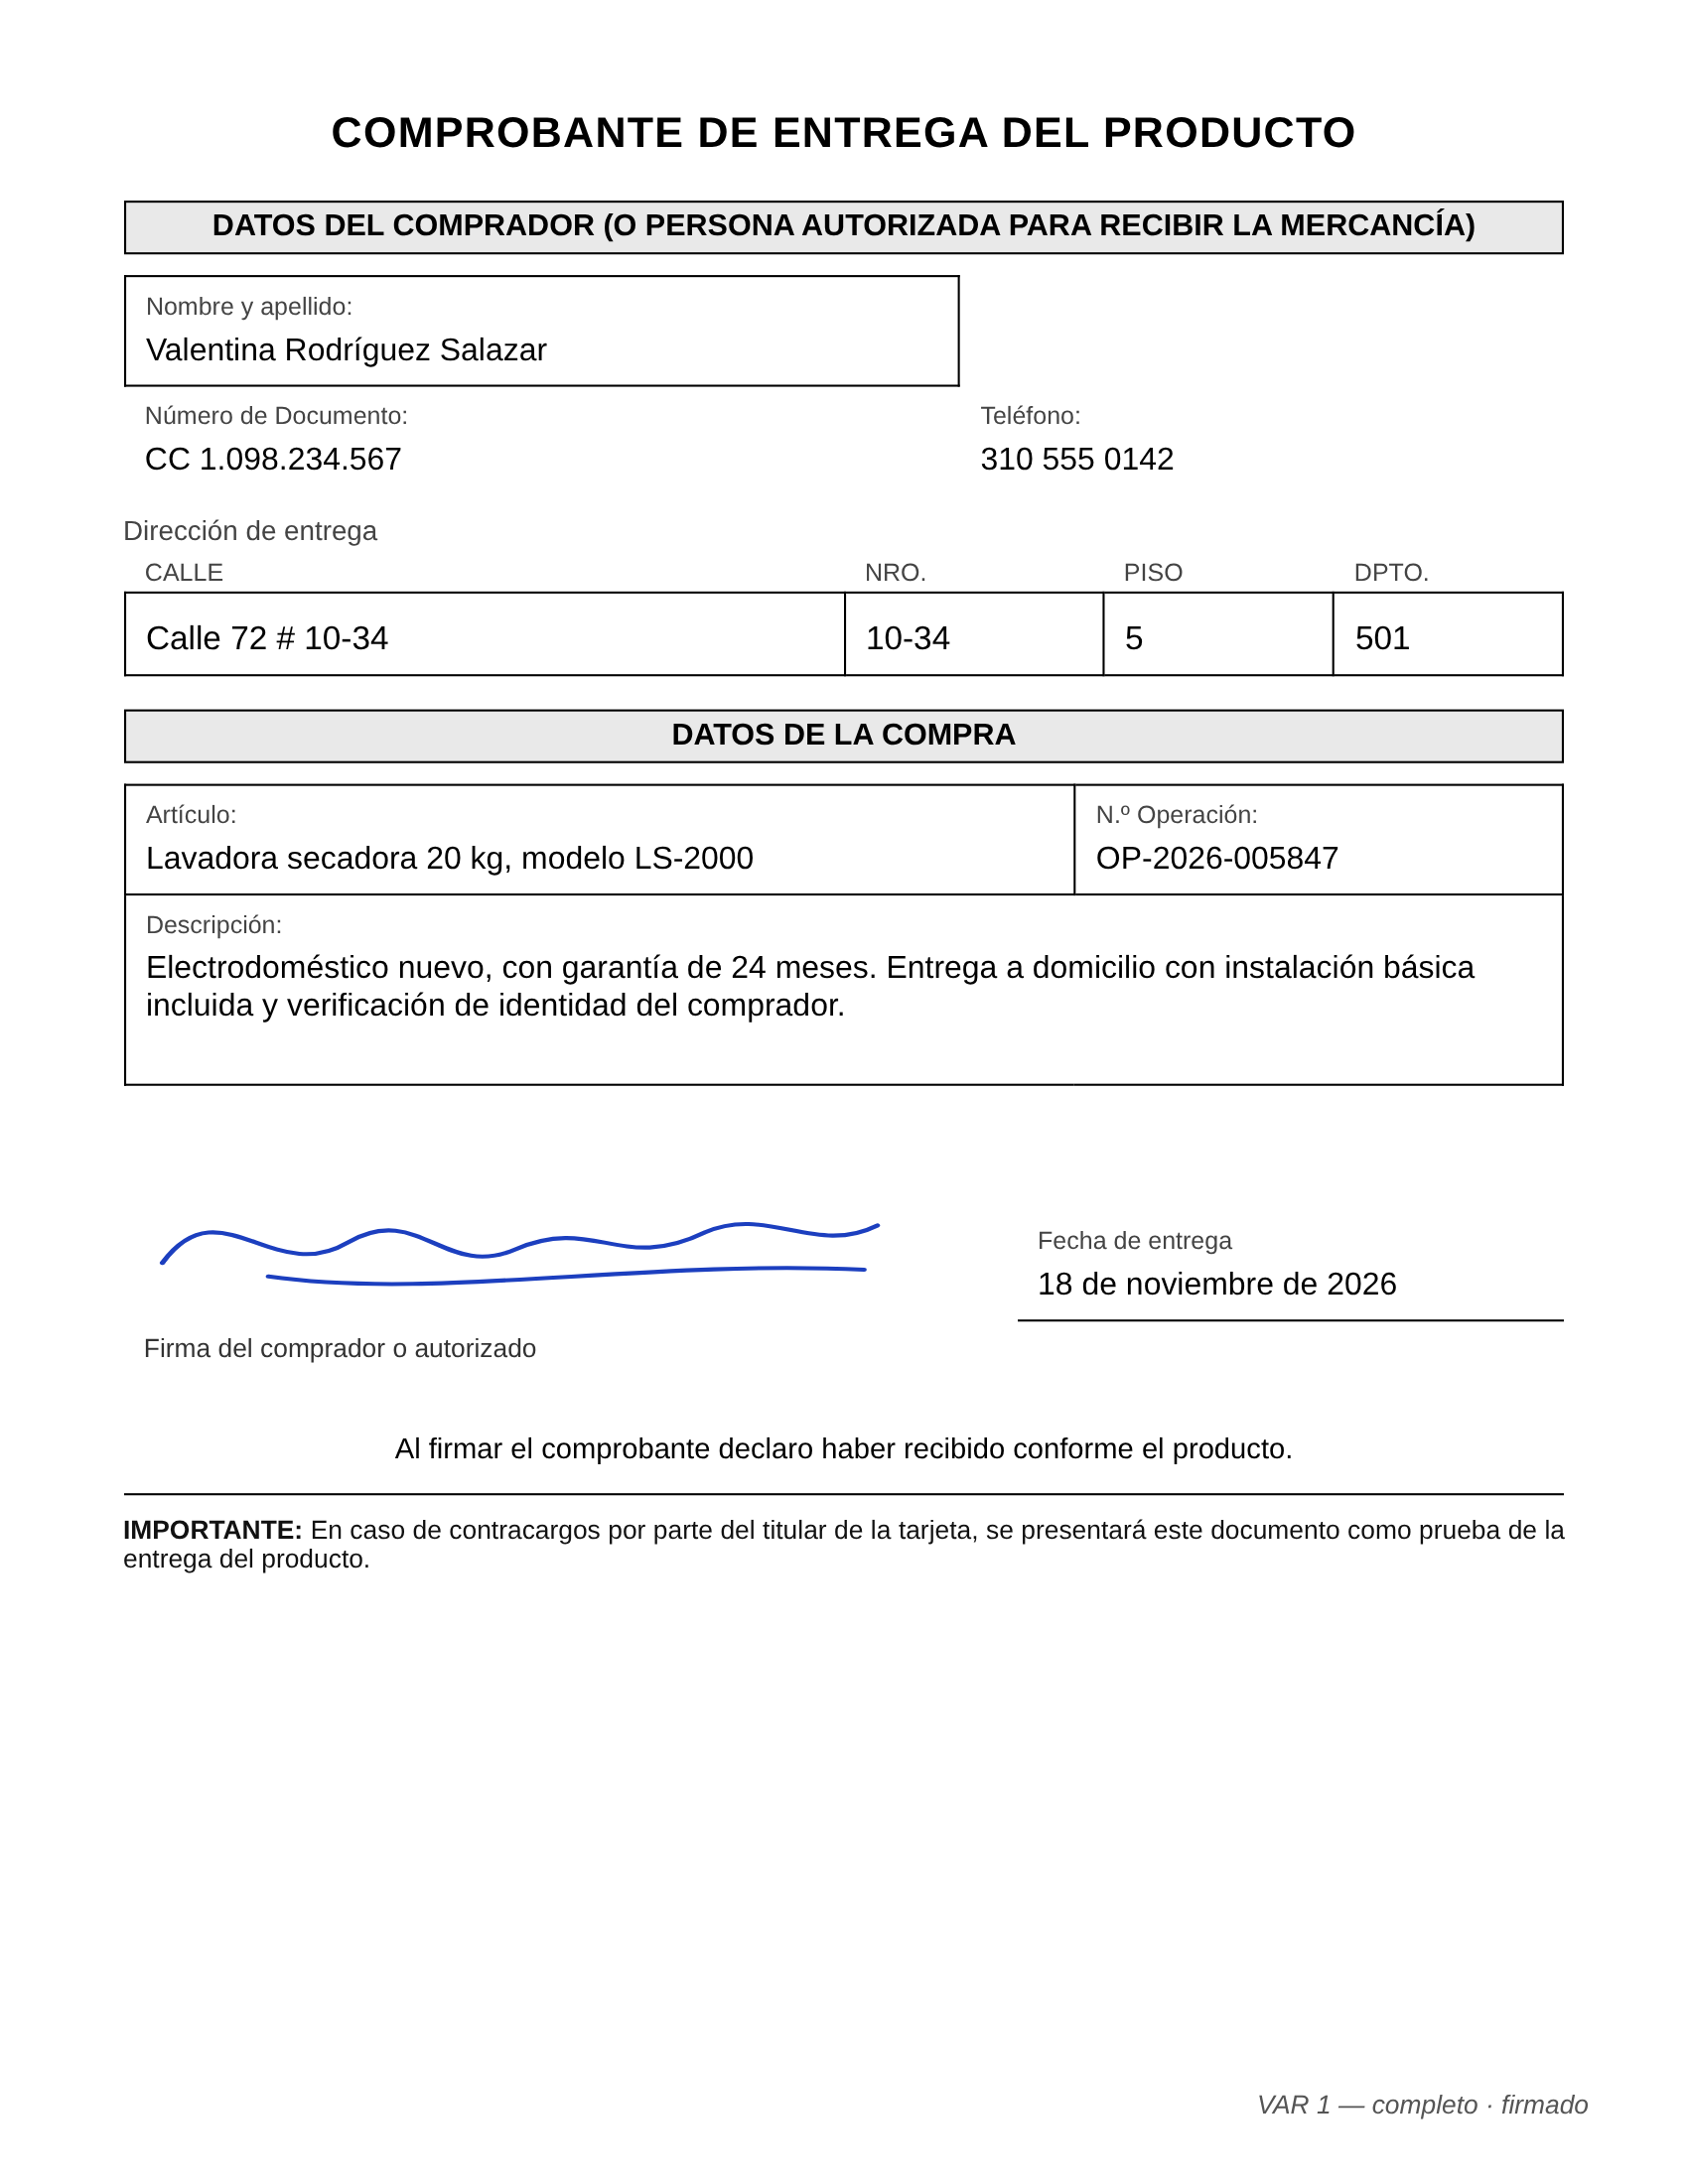 COMPROBANTE DE ENTREGA DEL PRODUCTO
DATOS DEL COMPRADOR (O PERSONA AUTORIZADA PARA RECIBIR LA MERCANCÍA)
Nombre y apellido:
Valentina Rodríguez Salazar
Número de Documento:
CC 1.098.234.567
Teléfono:
310 555 0142
Dirección de entrega
CALLE NRO. PISO DPTO.
Calle 72 # 10-34 10-34 5 501
DATOS DE LA COMPRA
Artículo:
Lavadora secadora 20 kg, modelo LS-2000
N.º Operación:
OP-2026-005847
Descripción:
Electrodoméstico nuevo, con garantía de 24 meses. Entrega a domicilio con instalación básica
incluida y verificación de identidad del comprador.
Fecha de entrega
18 de noviembre de 2026
Firma del comprador o autorizado
Al firmar el comprobante declaro haber recibido conforme el producto.
IMPORTANTE: En caso de contracargos por parte del titular de la tarjeta, se presentará este documento como prueba de la
entrega del producto.
VAR 1 — completo · firmado